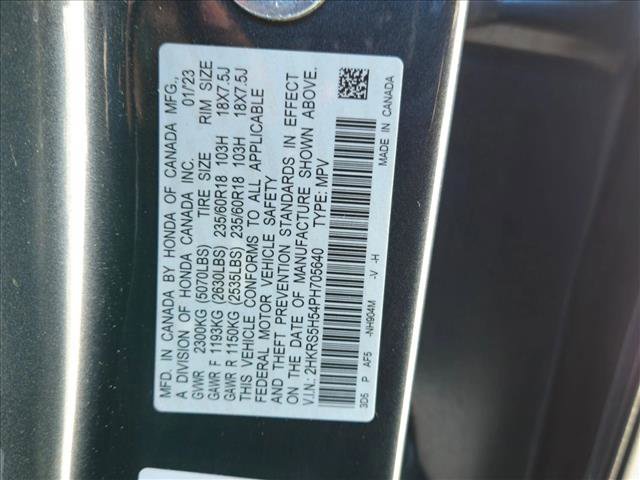 MFD. IN CANADA BY HONDA OF CANADA MFG.,
A DIVISION OF HONDA CANADA INC. 01/23
GVWR 2300KG (5070LBS) TIRE SIZE RIM SIZE
GAWR F 1193KG (2630LBS) 235/60R18 103H 18X7.5J
GAWR R 1150KG (2535LBS) 235/60R18 103H 18X7.5J
THIS VEHICLE CONFORMS TO ALL APPLICABLE
FEDERAL MOTOR VEHICLE SAFETY
AND THEFT PREVENTION STANDARDS IN EFFECT
ON THE DATE OF MANUFACTURE SHOWN ABOVE.
V.I.N.: 2HKRS5H54PH705640 TYPE: MPV
3D5 P AF5 -NH904M -V -H MADE IN CANADA